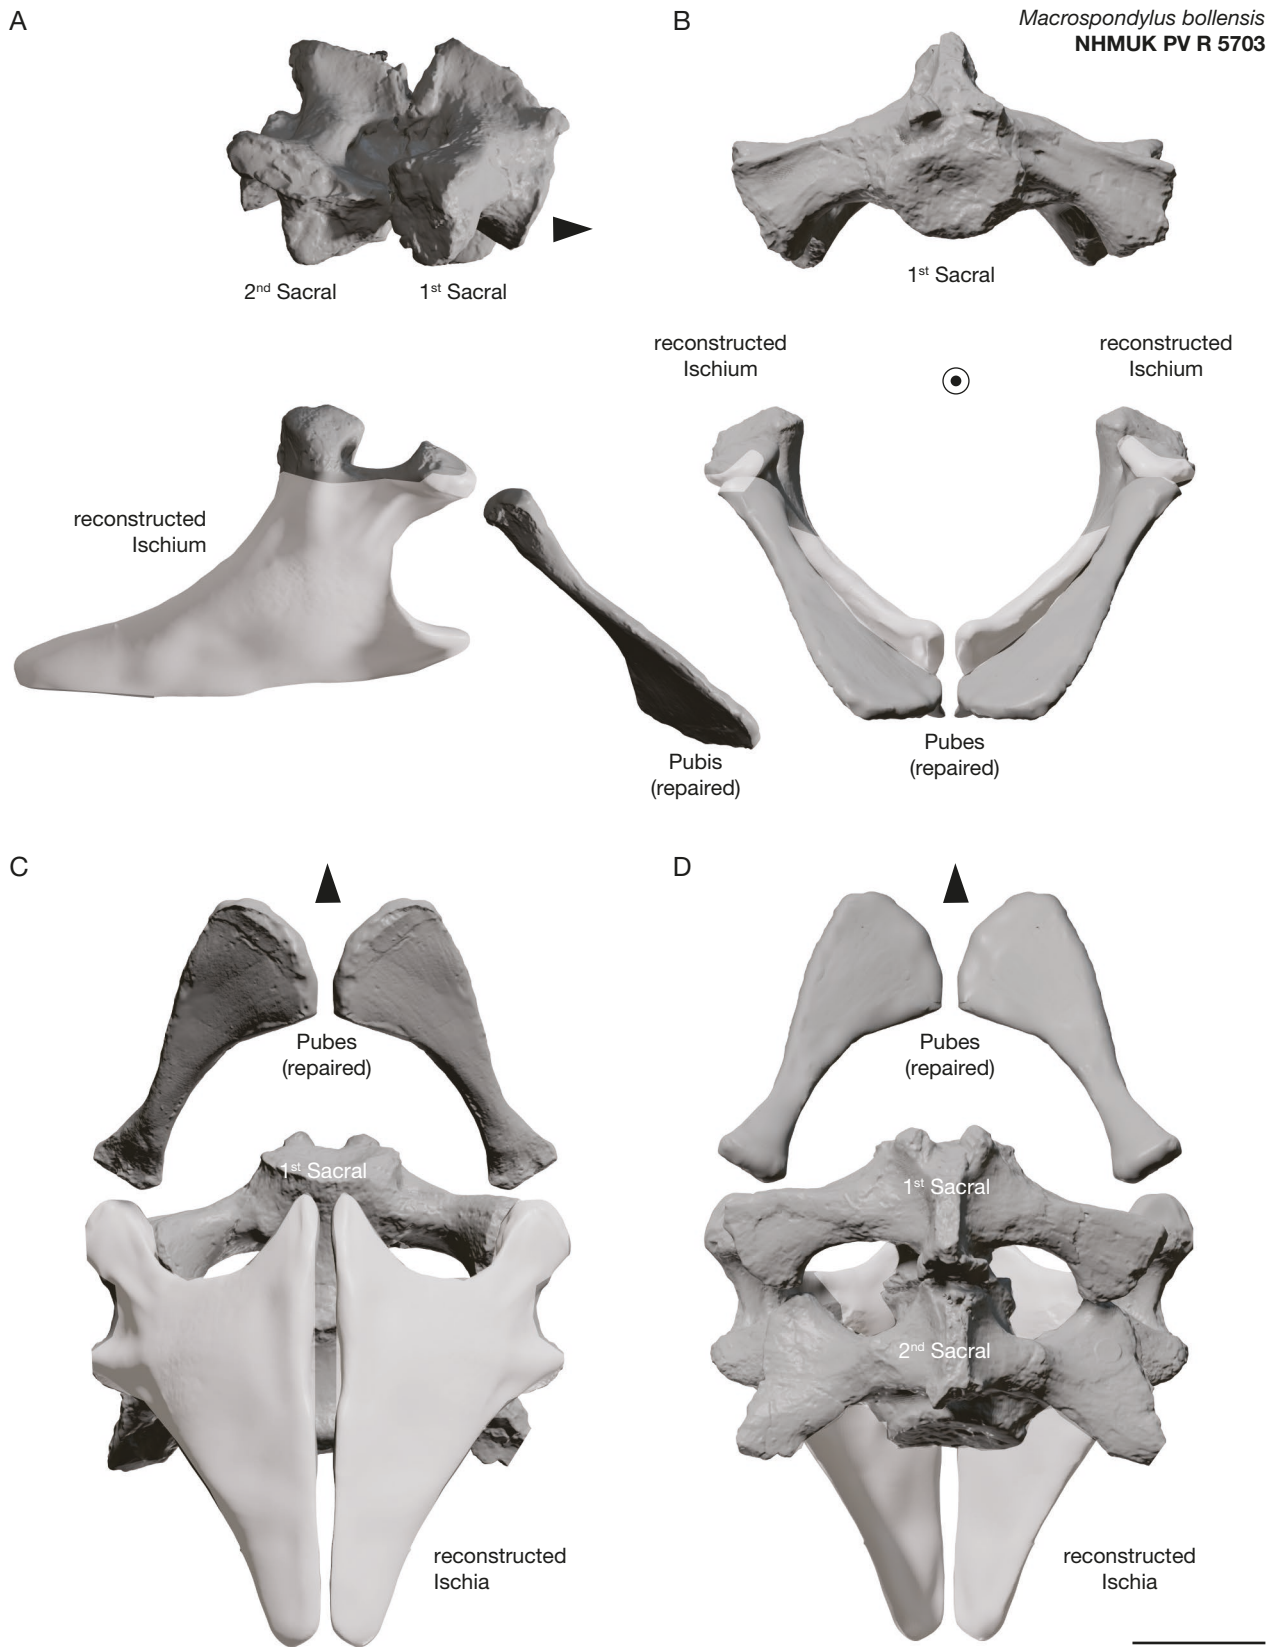 A
B
Macrospondylus bollensis
NHMUK PV R 5703
2nd Sacral
1st Sacral
1st Sacral
reconstructed
Ischium
reconstructed
Ischium
reconstructed
Ischium
Pubis
(repaired)
Pubes
(repaired)
C
D
Pubes
(repaired)
Pubes
(repaired)
1st Sacral
1st Sacral
2nd Sacral
reconstructed
Ischia
reconstructed
Ischia